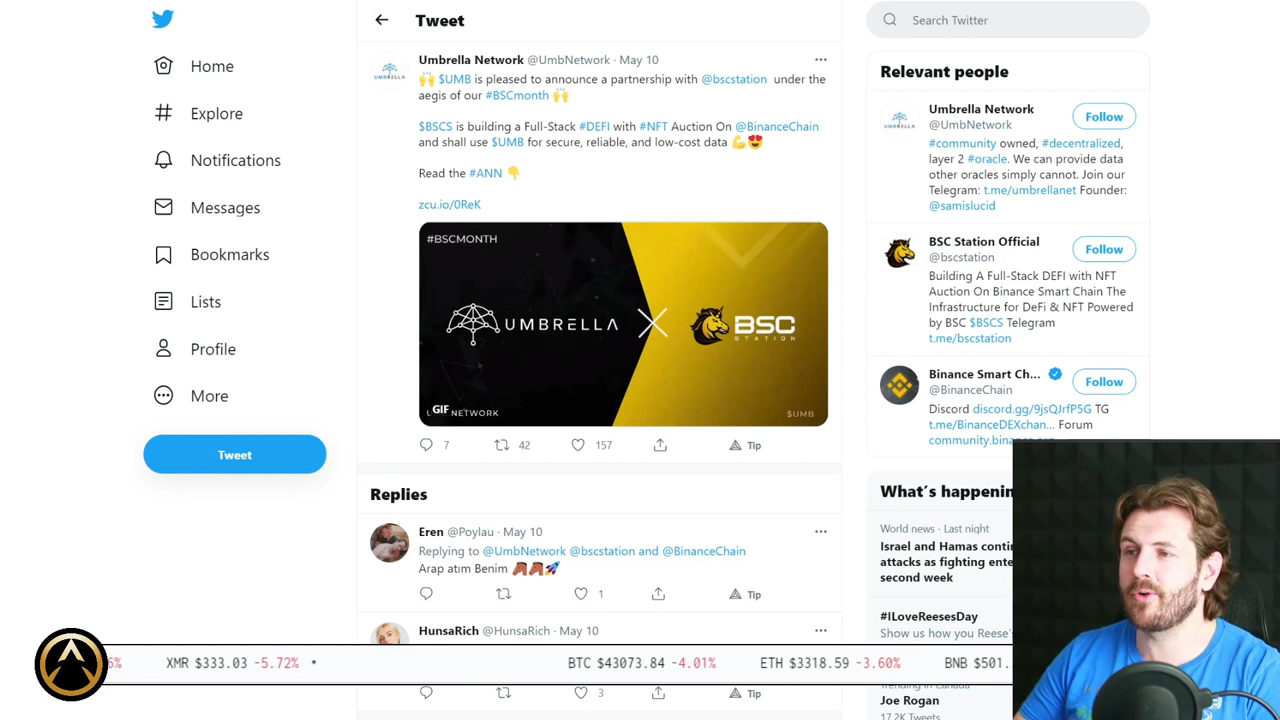 Home
Explore
Notifications
Messages
Bookmarks
Lists
Profile
More
Tweet
Tweet
Umbrella Network @UmbNetwork · May 10
🙌 $UMB is pleased to announce a partnership with @bscstation under the
aegis of our #BSCmonth 🙌
$BSCS is building a Full-Stack #DEFI with #NFT Auction On @BinanceChain
and shall use $UMB for secure, reliable, and low-cost data 💪😍
Read the #ANN 👇
zcu.io/0ReK
#BSCMONTH
UMBRELLA
BSC
STATION
GIF
NETWORK
$UMB
7 42 157 Tip
Replies
Eren @Poylau · May 10
Replying to @UmbNetwork @bscstation and @BinanceChain
Arap atım Benim 🚀
1 Tip
HunsaRich @HunsaRich · May 10
3 Tip
Search Twitter
Relevant people
Umbrella Network
@UmbNetwork
Follow
#community owned, #decentralized,
layer 2 #oracle. We can provide data
other oracles simply cannot. Join our
Telegram: t.me/umbrellanet Founder:
@samislucid
BSC Station Official
@bscstation
Follow
Building A Full-Stack DEFI with NFT
Auction On Binance Smart Chain The
Infrastructure for DeFi & NFT Powered
by BSC $BSCS Telegram
t.me/bscstation
Binance Smart Ch...
@BinanceChain
Follow
Discord discord.gg/9jsQJrfP5G TG
t.me/BinanceDEXchan... Forum
What's happenin
World news · Last night
Israel and Hamas conti
attacks as fighting ente
second week
#ILoveReesesDay
Show us how you Reese's
Joe Rogan
17.2K Tweets
6% XMR $333.03 -5.72% * BTC $43073.84 -4.01% ETH $3318.59 -3.60% BNB $501.